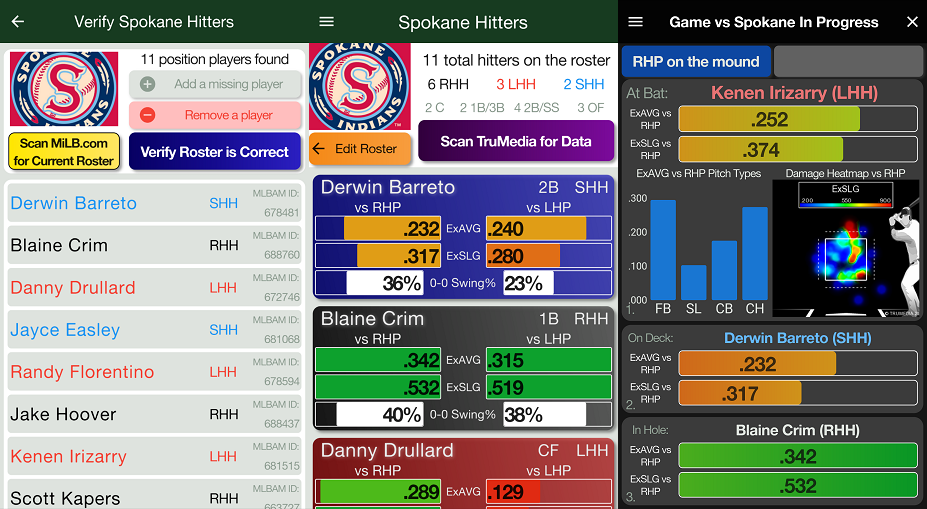 Verify Spokane Hitters
SPOKANE
S
INDIANS
11 position players found
Add a missing player
Remove a player
Scan MiLB.com
for Current Roster
Verify Roster is Correct
Derwin Barreto SHH MLBAM ID:
678481
Blaine Crim RHH MLBAM ID:
688760
Danny Drullard LHH MLBAM ID:
672746
Jayce Easley SHH MLBAM ID:
681068
Randy Florentino LHH MLBAM ID:
678594
Jake Hoover RHH MLBAM ID:
688437
Kenen Irizarry LHH MLBAM ID:
681515
Scott Kapers RHH MLBAM ID:
663727
Spokane Hitters
SPOKANE
S
INDIANS
11 total hitters on the roster
6 RHH 3 LHH 2 SHH
2 C 2 1B/3B 4 2B/SS 3 OF
Edit Roster
Scan TruMedia for Data
Derwin Barreto 2B SHH
vs RHP vs LHP
.232 ExAVG .240
.317 ExSLG .280
36% 0-0 Swing% 23%
Blaine Crim 1B RHH
vs RHP vs LHP
.342 ExAVG .315
.532 ExSLG .519
40% 0-0 Swing% 38%
Danny Drullard CF LHH
vs RHP vs LHP
.289 ExAVG .129
Game vs Spokane In Progress
RHP on the mound
At Bat: Kenen Irizarry (LHH)
ExAVG vs
RHP
.252
ExSLG vs
RHP
.374
ExAVG vs RHP Pitch Types
.300
.200
.100
.000
FB SL CB CH
1.
Damage Heatmap vs RHP
ExSLG
.200 550 900
© TRUMEDIA
On Deck: Derwin Barreto (SHH)
ExAVG vs
RHP
.232
ExSLG vs
RHP
.317
2.
In Hole: Blaine Crim (RHH)
ExAVG vs
RHP
.342
ExSLG vs
RHP
.532
3.